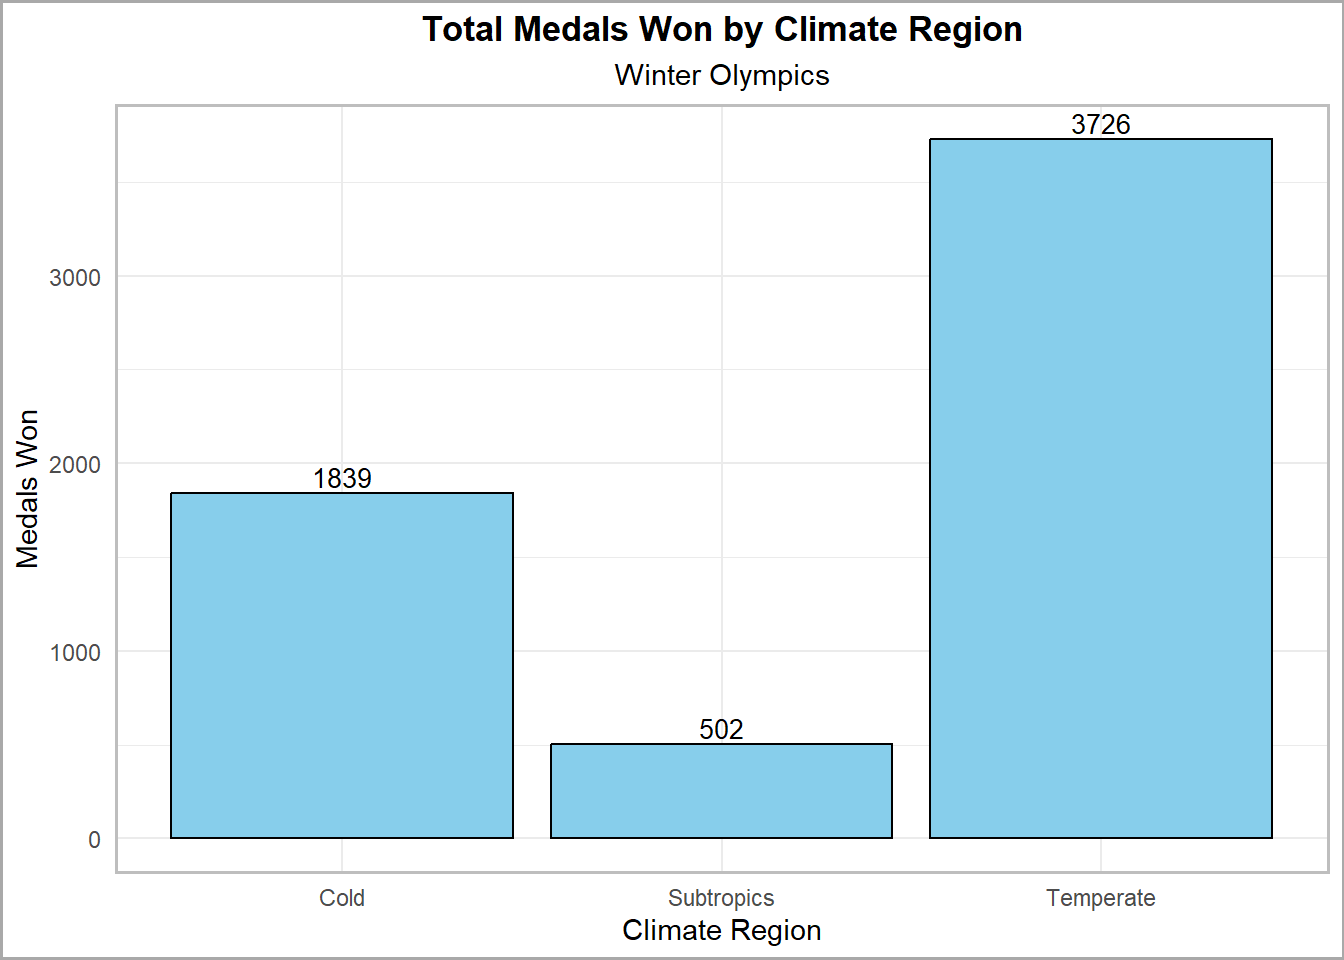 Total Medals Won by Climate Region
Winter Olympics
3726
3000
Medals Won
2000
1839
1000
502
0
Cold
Subtropics
Temperate
Climate Region